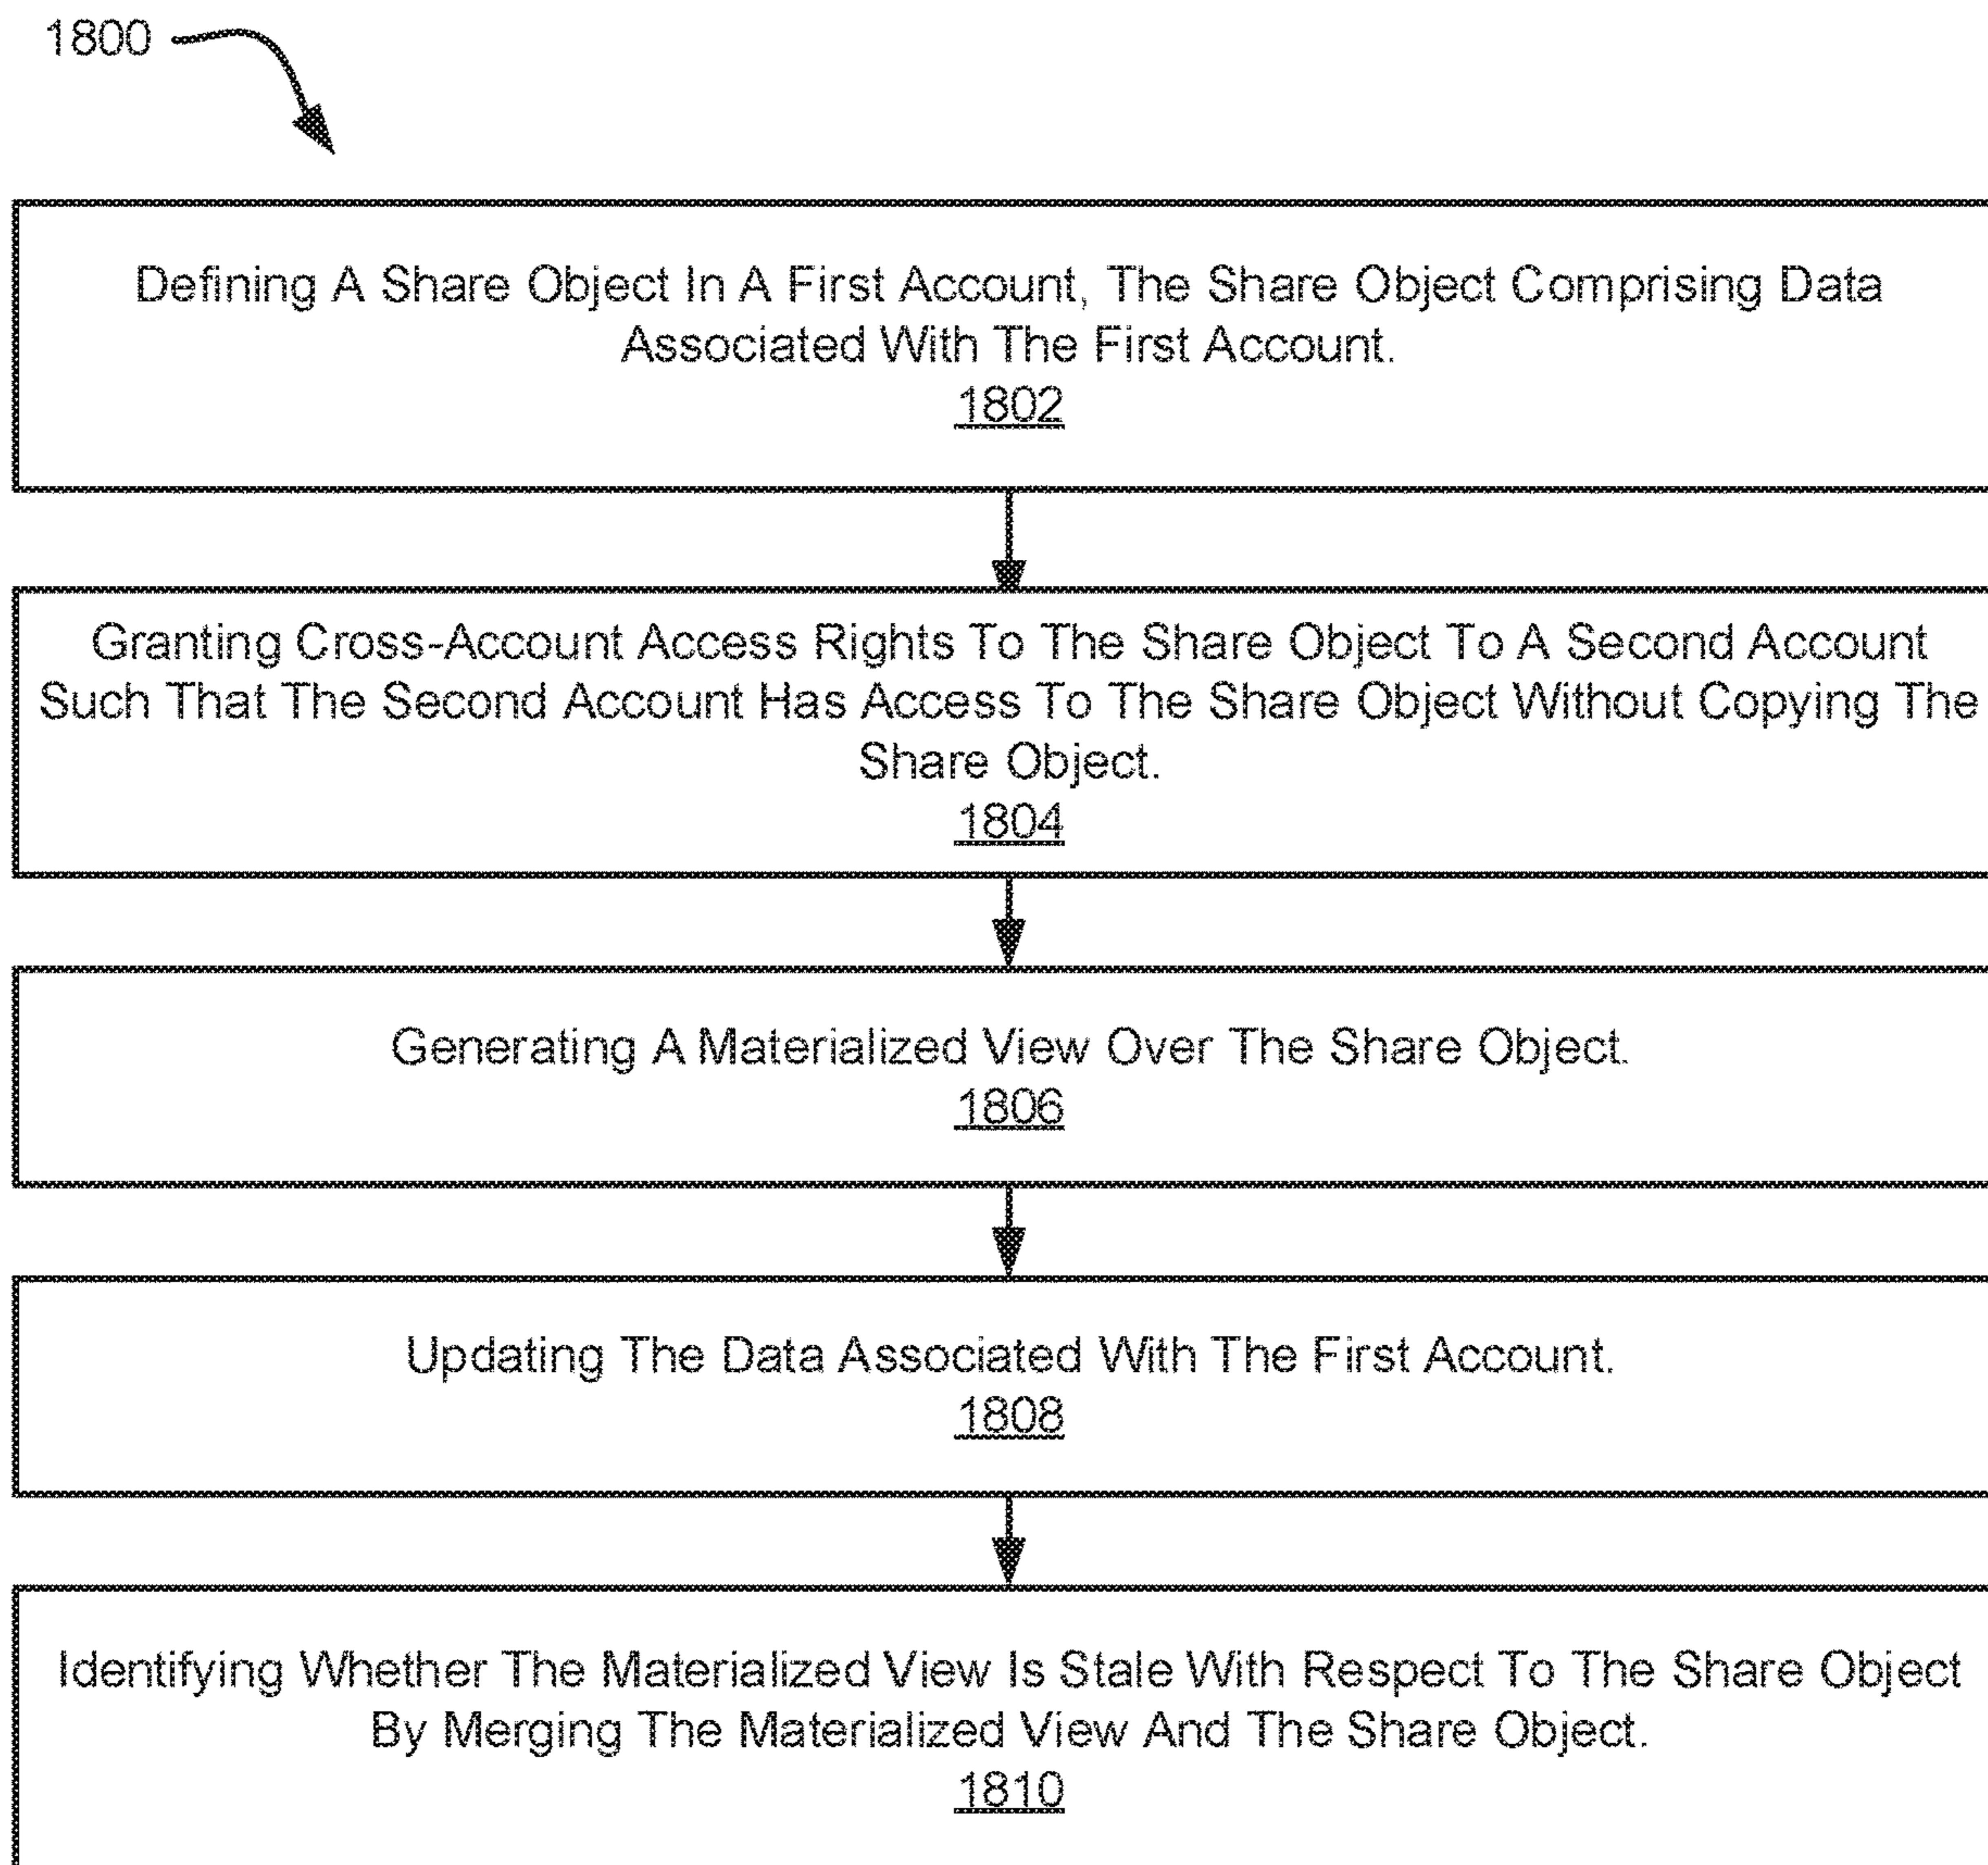 1800
Defining A Share Object In A First Account, The Share Object Comprising Data
Associated With The First Account.
1802
Granting Cross-Account Access Rights To The Share Object To A Second Account
Such That The Second Account Has Access To The Share Object Without Copying The
Share Object.
1804
Generating A Materialized View Over The Share Object.
1806
Updating The Data Associated With The First Account.
1808
Identifying Whether The Materialized View Is Stale With Respect To The Share Object
By Merging The Materialized View And The Share Object.
1810